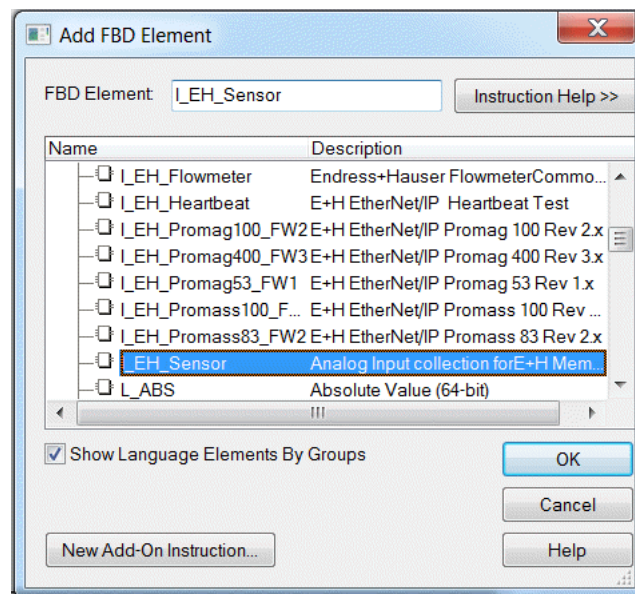 Add FBD Element
FBD Element: I_EH_Sensor Instruction Help >>
Name Description
I_EH_Flowmeter Endress+Hauser FlowmeterCommo...
I_EH_Heartbeat E+H EtherNet/IP Heartbeat Test
I_EH_Promag100_FW2 E+H EtherNet/IP Promag 100 Rev 2.x
I_EH_Promag400_FW3 E+H EtherNet/IP Promag 400 Rev 3.x
I_EH_Promag53_FW1 E+H EtherNet/IP Promag 53 Rev 1.x
I_EH_Promass100_F... E+H EtherNet/IP Promass 100 Rev ...
I_EH_Promass83_FW2 E+H EtherNet/IP Promass 83 Rev 2.x
I_EH_Sensor Analog Input collection forE+H Mem...
L_ABS Absolute Value (64-bit)
Show Language Elements By Groups
OK
Cancel
New Add-On Instruction... Help